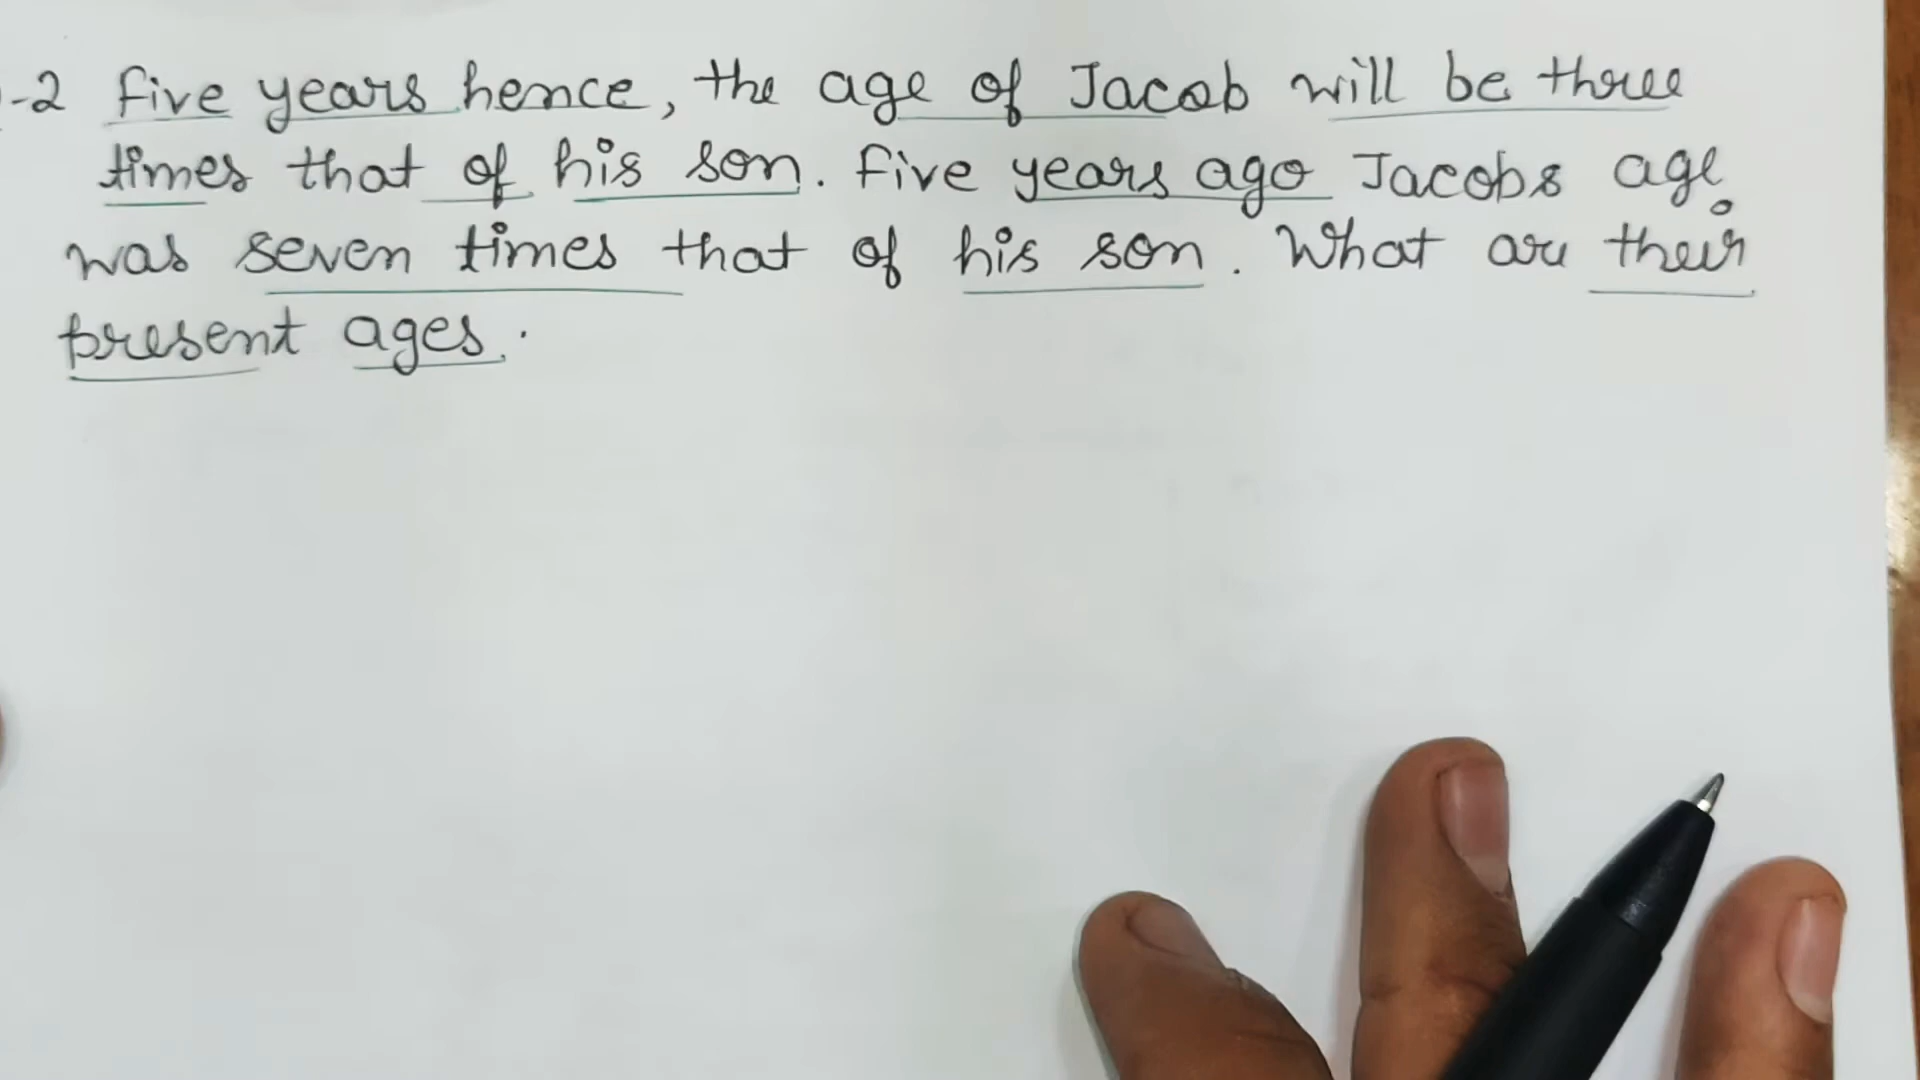 -2 Five years hence, the age of Jacob will be three
times that of his son. Five years ago Jacobs age
was seven times that of his son. What are their
present ages.